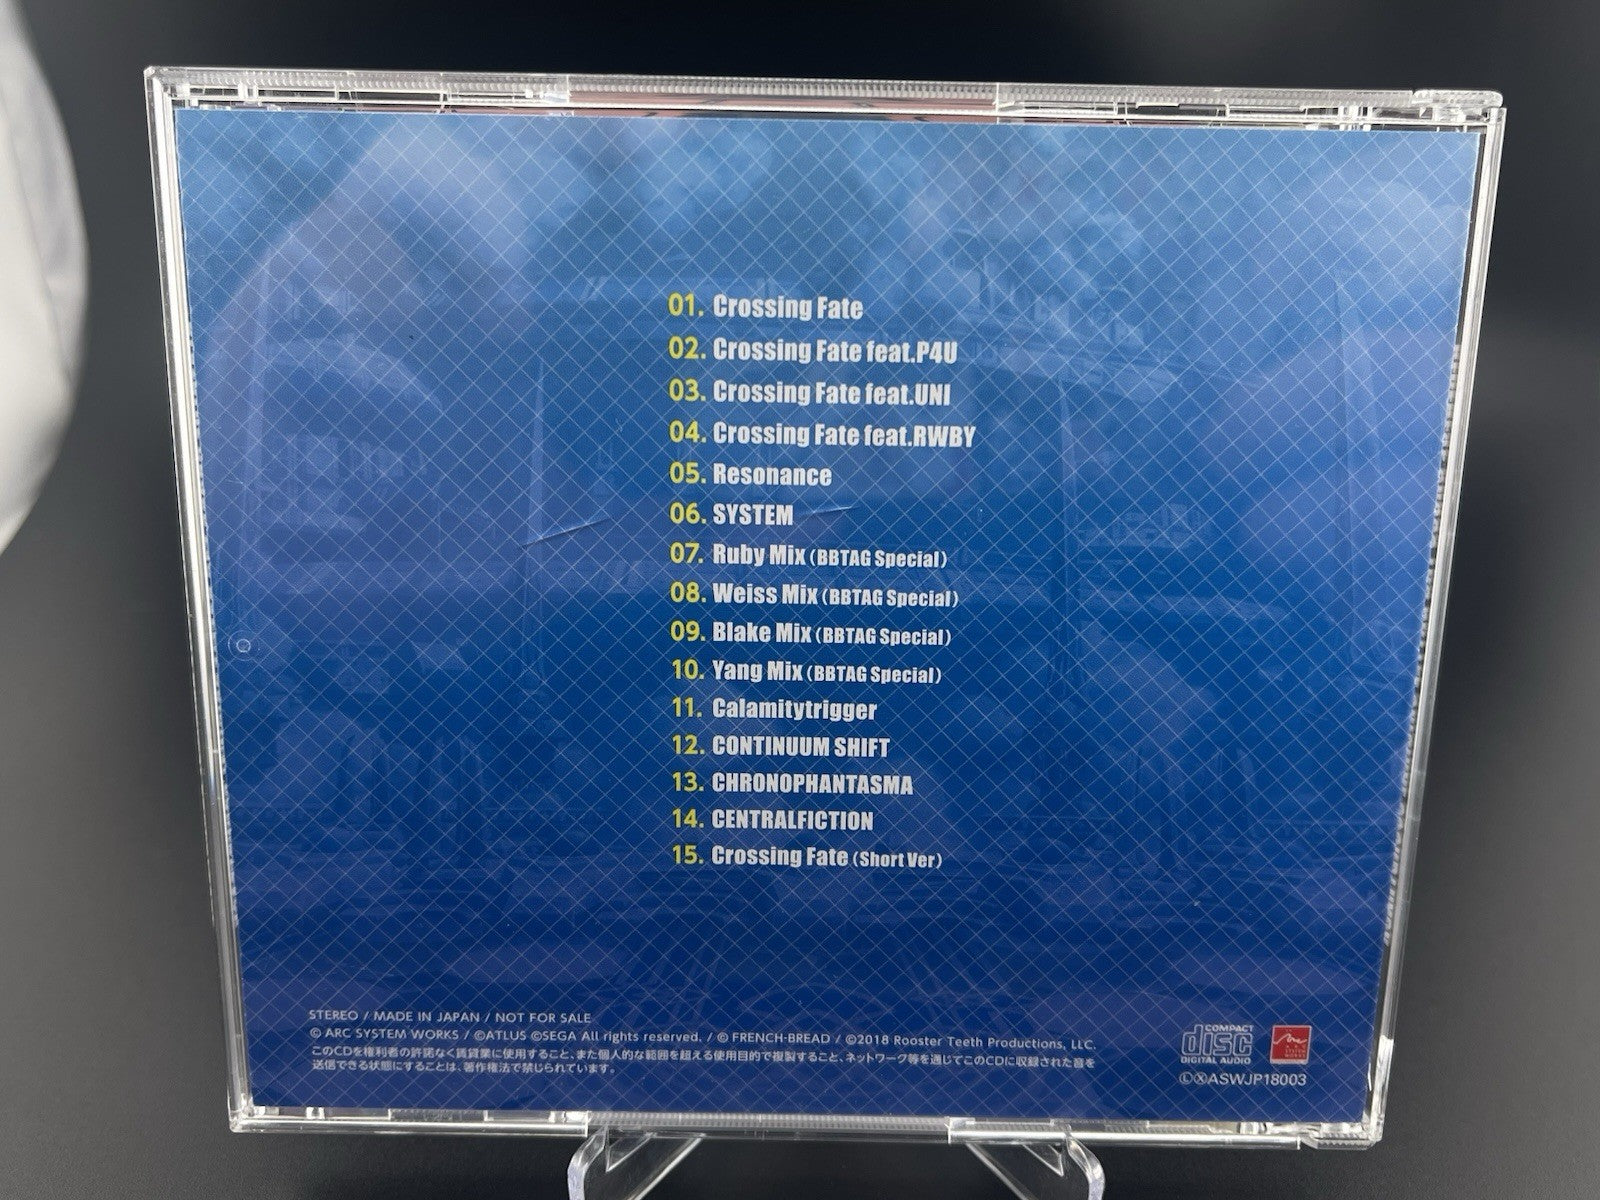 01. Crossing Fate
02. Crossing Fate feat.P4U
03. Crossing Fate feat.UNI
04. Crossing Fate feat.RWBY
05. Resonance
06. SYSTEM
07. Ruby Mix (BBTAG Special)
08. Weiss Mix (BBTAG Special)
09. Blake Mix (BBTAG Special)
10. Yang Mix (BBTAG Special)
11. Calamitytrigger
12. CONTINUUM SHIFT
13. CHRONOPHANTASMA
14. CENTRALFICTION
15. Crossing Fate (Short Ver)
STEREO / MADE IN JAPAN / NOT FOR SALE
© ARC SYSTEM WORKS / ©ATLUS ©SEGA All rights reserved. / © FRENCH-BREAD / ©2018 Rooster Teeth Productions, LLC.
このCDを権利者の許諾なく賃貸業に使用すること、また個人的な範囲を超える使用目的で複製すること、ネットワーク等を通じてこのCDに収録された音を
送信できる状態にすることは、著作権法で禁じられています。
COMPACT
disc
DIGITAL AUDIO
ARC
SYSTEM
WORKS
ⓁⓍASWJP18003